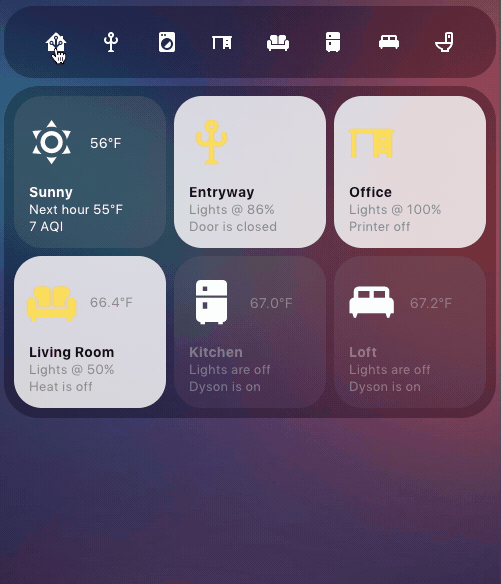 56°F
Sunny
Next hour 55°F
7 AQI
Entryway
Lights @ 86%
Door is closed
Office
Lights @ 100%
Printer off
66.4°F
Living Room
Lights @ 50%
Heat is off
67.0°F
Kitchen
Lights are off
Dyson is on
67.2°F
Loft
Lights are off
Dyson is on